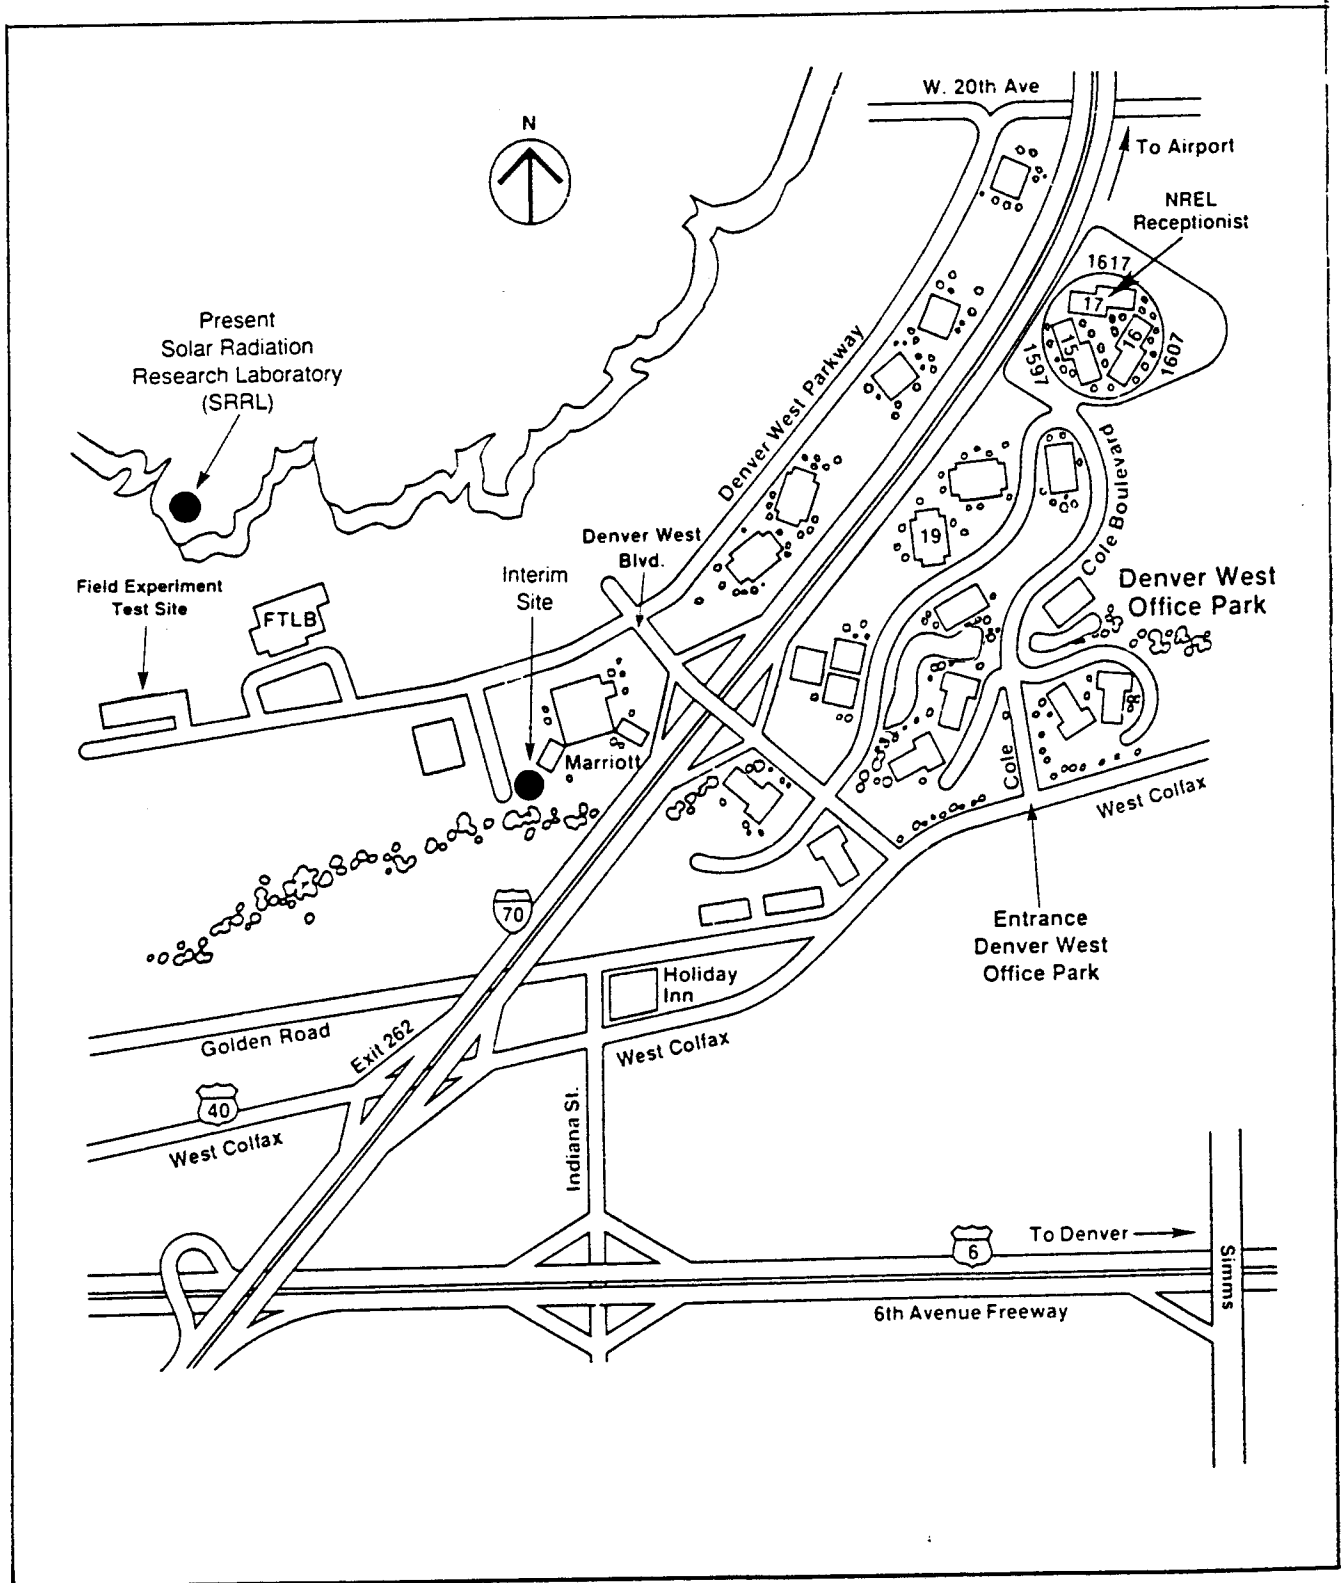 W. 20th Ave
N
To Airport
NREL
Receptionist
1617
17
15
16
1597
1607
Present
Solar Radiation
Research Laboratory
(SRRL)
Denver West Parkway
Cole Boulevard
19
Denver West
Blvd.
Interim
Site
Field Experiment
Test Site
FTLB
Denver West
Office Park
Marriott
Cole
West Colfax
70
Entrance
Denver West
Office Park
Holiday
Inn
Golden Road
Exit 262
West Colfax
40
West Colfax
Indiana St.
6
To Denver
Simms
6th Avenue Freeway